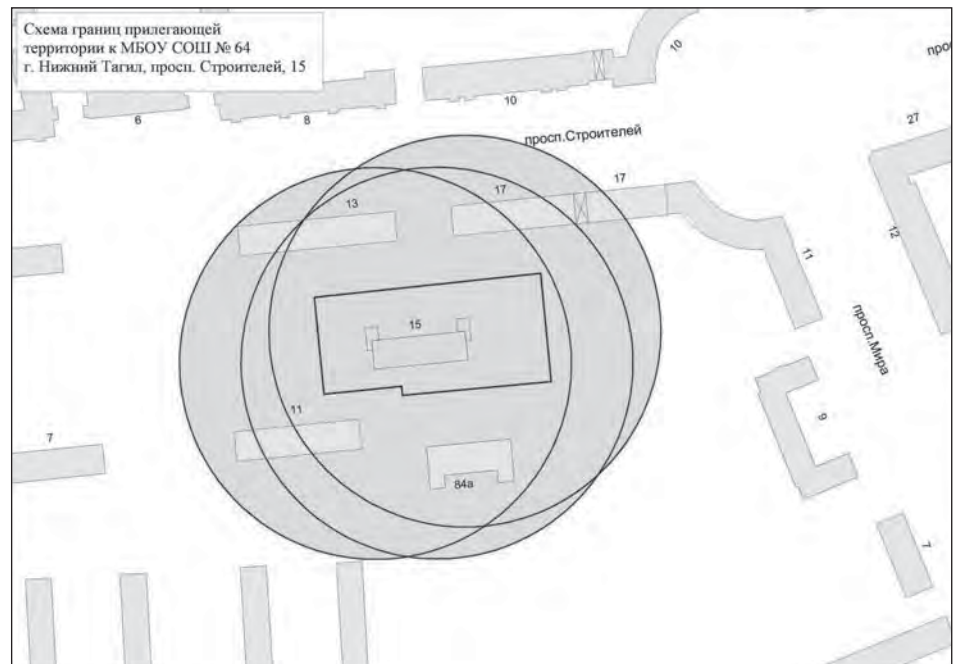 Схема границ прилегающей
территории к МБОУ СОШ № 64
г. Нижний Тагил, просп. Строителей, 15
10
6
8
10
просп.Строителей
27
13
17
17
12
11
15
просп.Мира
11
9
7
84а
7